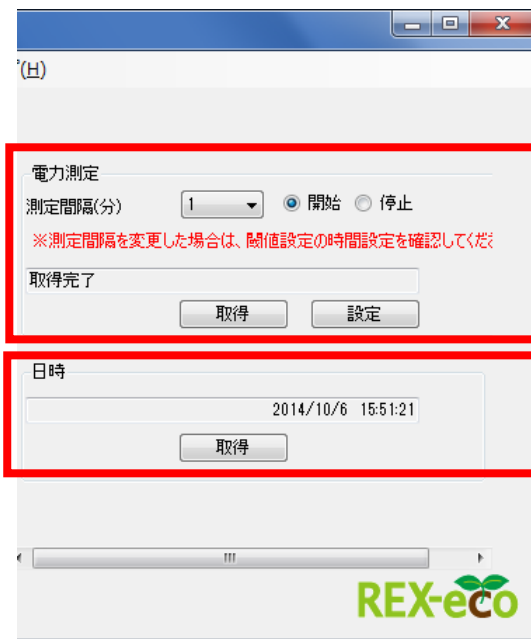 (H)
電力測定
測定間隔(分) 1 開始 停止
※測定間隔を変更した場合は、閾値設定の時間設定を確認してくだ
取得完了
取得 設定
日時
2014/10/6 15:51:21
取得
REX-eco